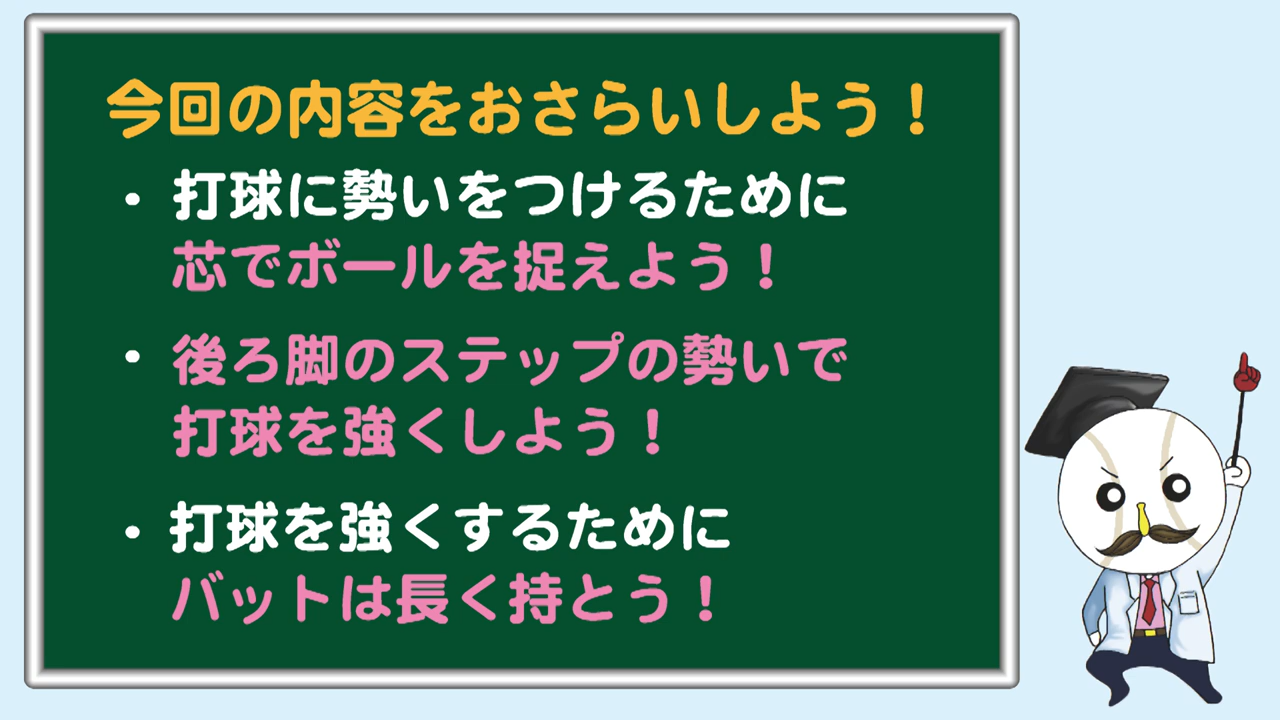 今回の内容をおさらいしよう！
・打球に勢いをつけるために
芯でボールを捉えよう！
・後ろ脚のステップの勢いで
打球を強くしよう！
・打球を強くするために
バットは長く持とう！